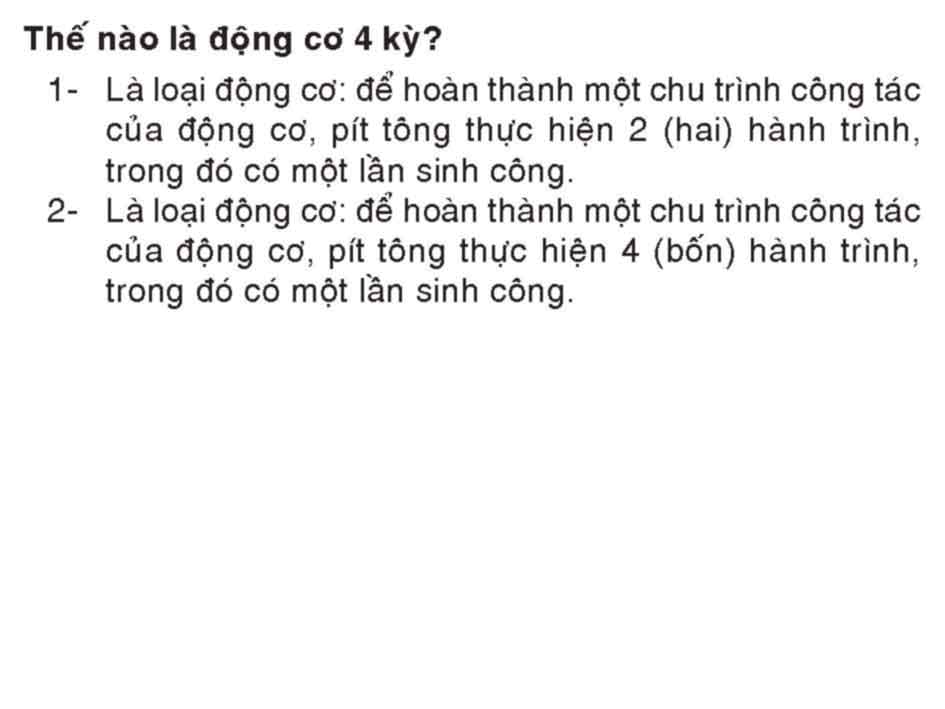 Thế nào là động cơ 4 kỳ?
1- Là loại động cơ: để hoàn thành một chu trình công tác
của động cơ, pít tông thực hiện 2 (hai) hành trình,
trong đó có một lần sinh công.
2- Là loại động cơ: để hoàn thành một chu trình công tác
của động cơ, pít tông thực hiện 4 (bốn) hành trình,
trong đó có một lần sinh công.